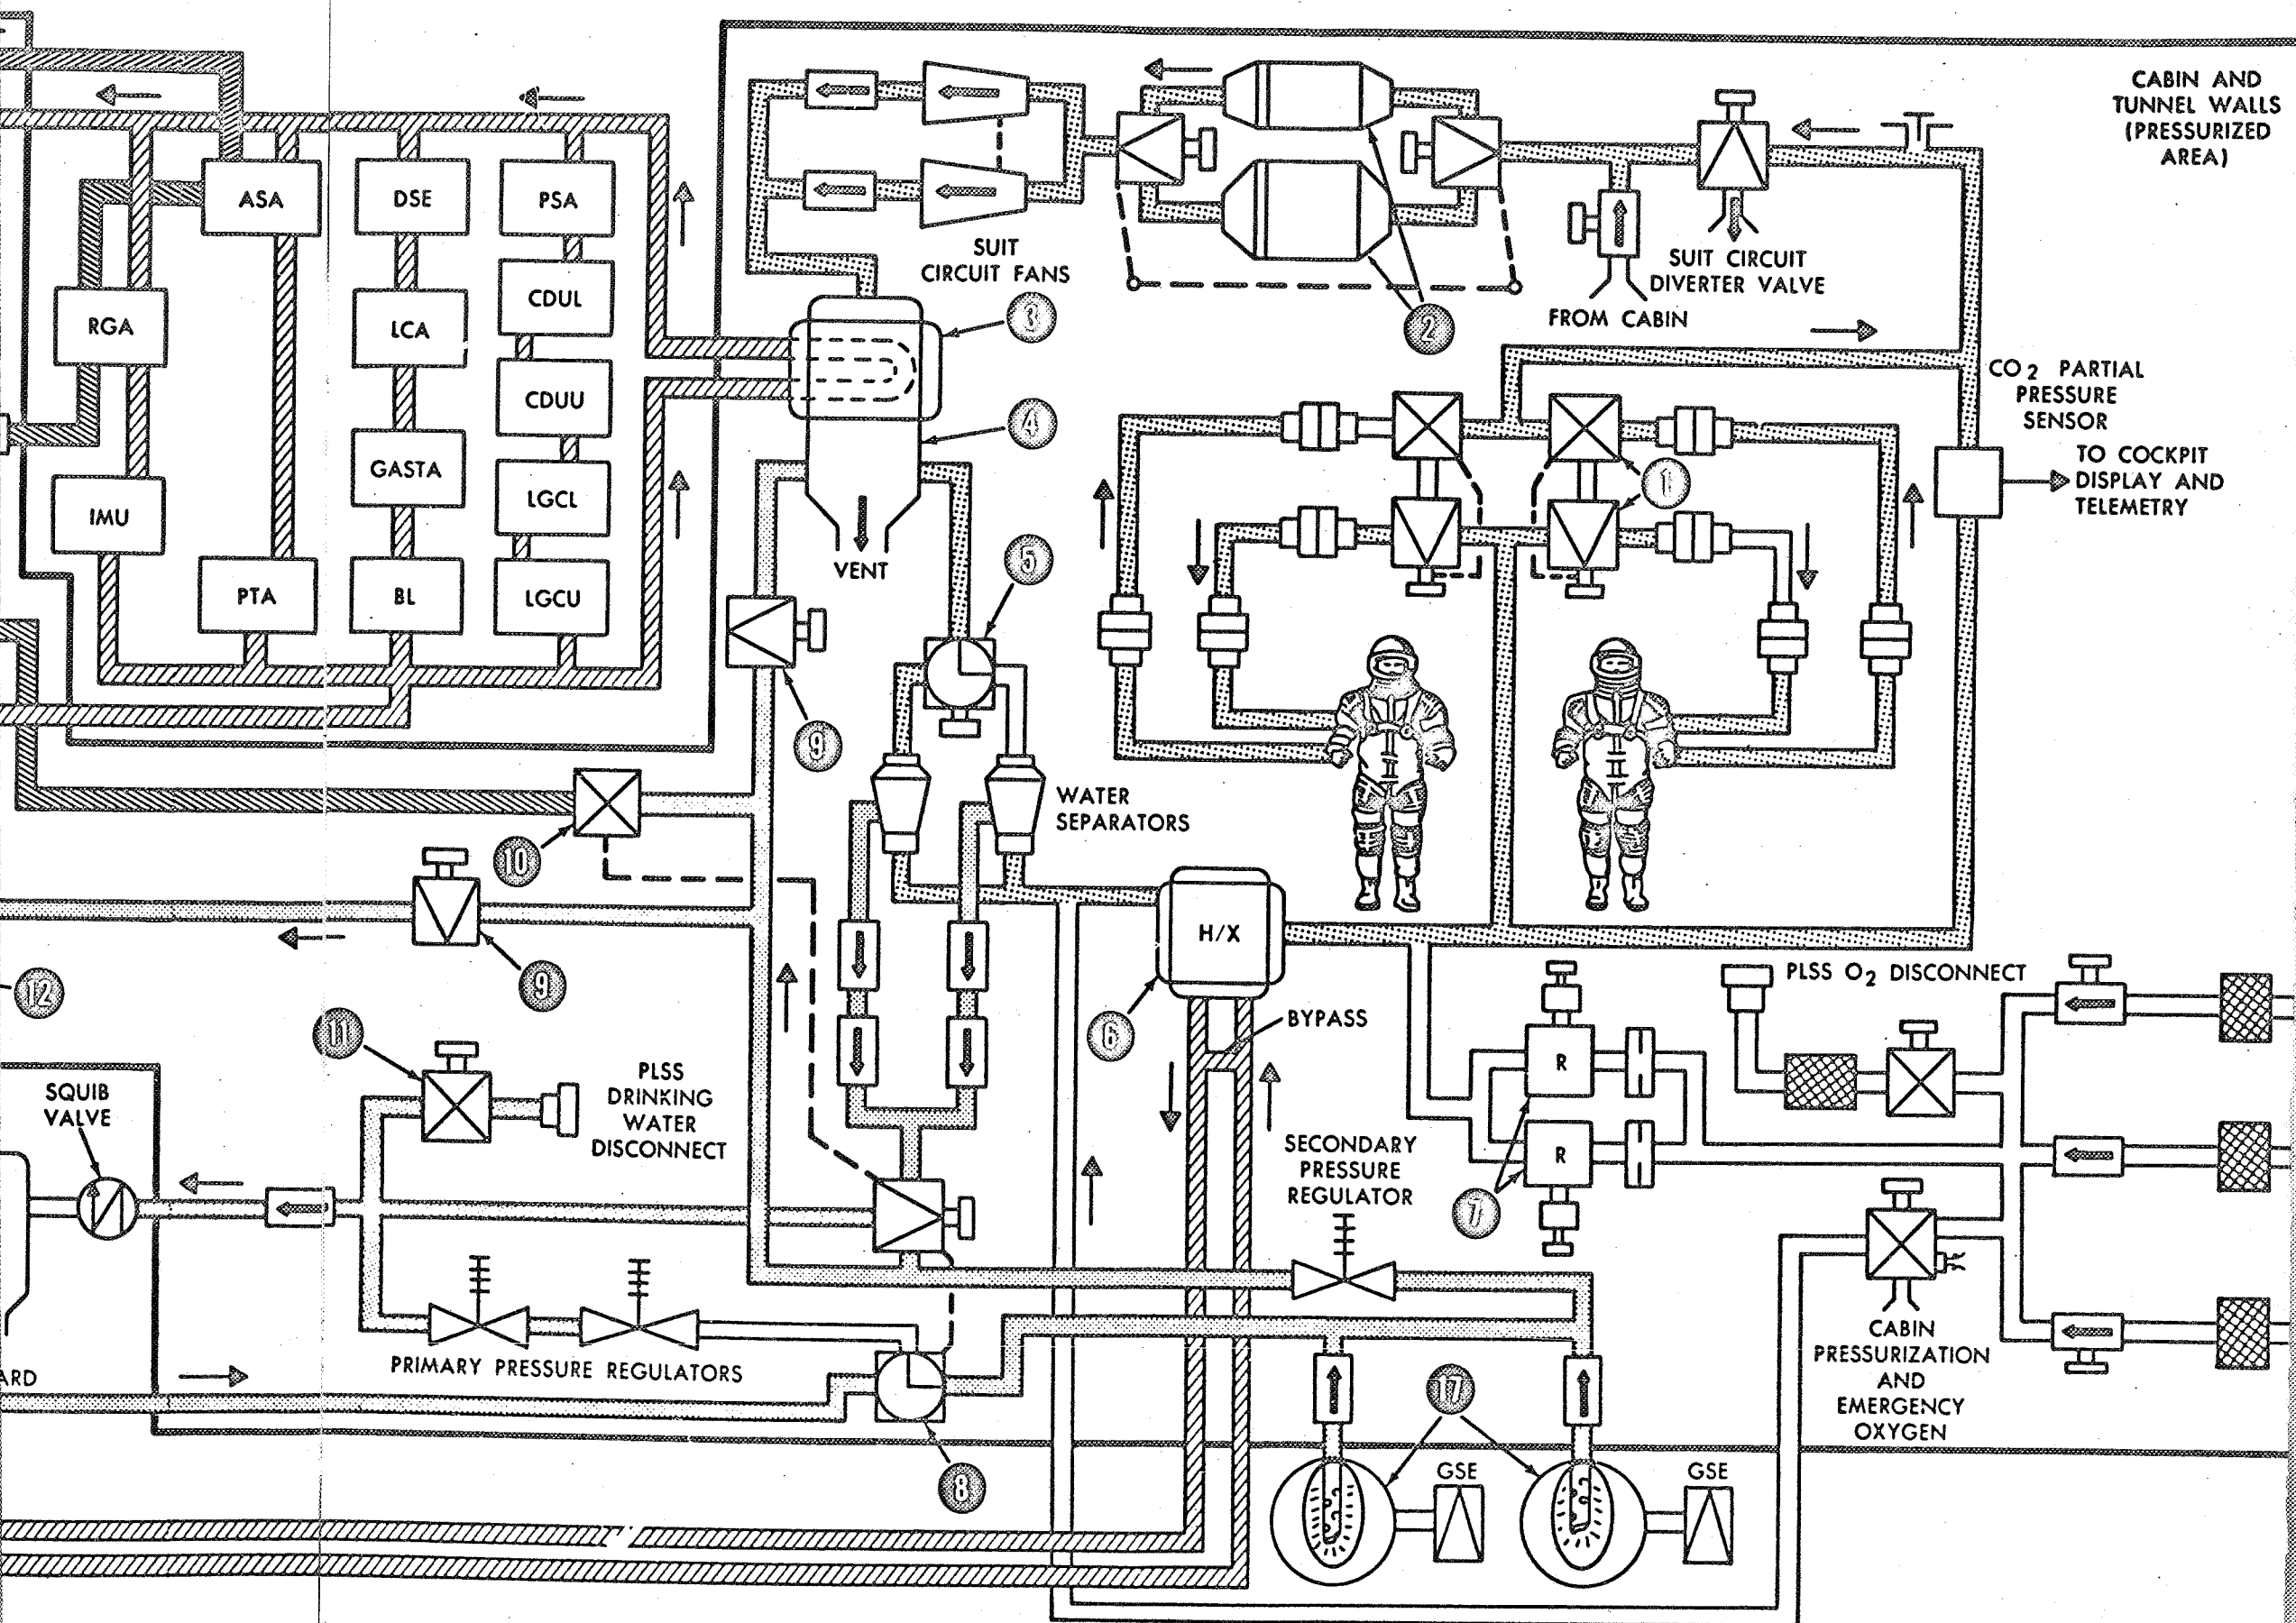 CABIN AND
TUNNEL WALLS
(PRESSURIZED
AREA)
ASA
DSE
PSA
SUIT
CIRCUIT FANS
SUIT CIRCUIT
DIVERTER VALVE
FROM CABIN
CDUL
RGA
LCA
3
2
CO2 PARTIAL
PRESSURE
SENSOR
CDUU
4
TO COCKPIT
DISPLAY AND
TELEMETRY
GASTA
LGCL
1
IMU
VENT
5
PTA
BL
LGCU
9
WATER
SEPARATORS
10
H/X
12
9
PLSS O2 DISCONNECT
11
6
BYPASS
R
SQUIB
VALVE
PLSS
DRINKING
WATER
DISCONNECT
SECONDARY
PRESSURE
REGULATOR
R
7
PRIMARY PRESSURE REGULATORS
CABIN
PRESSURIZATION
AND
EMERGENCY
OXYGEN
ARD
17
8
GSE
GSE